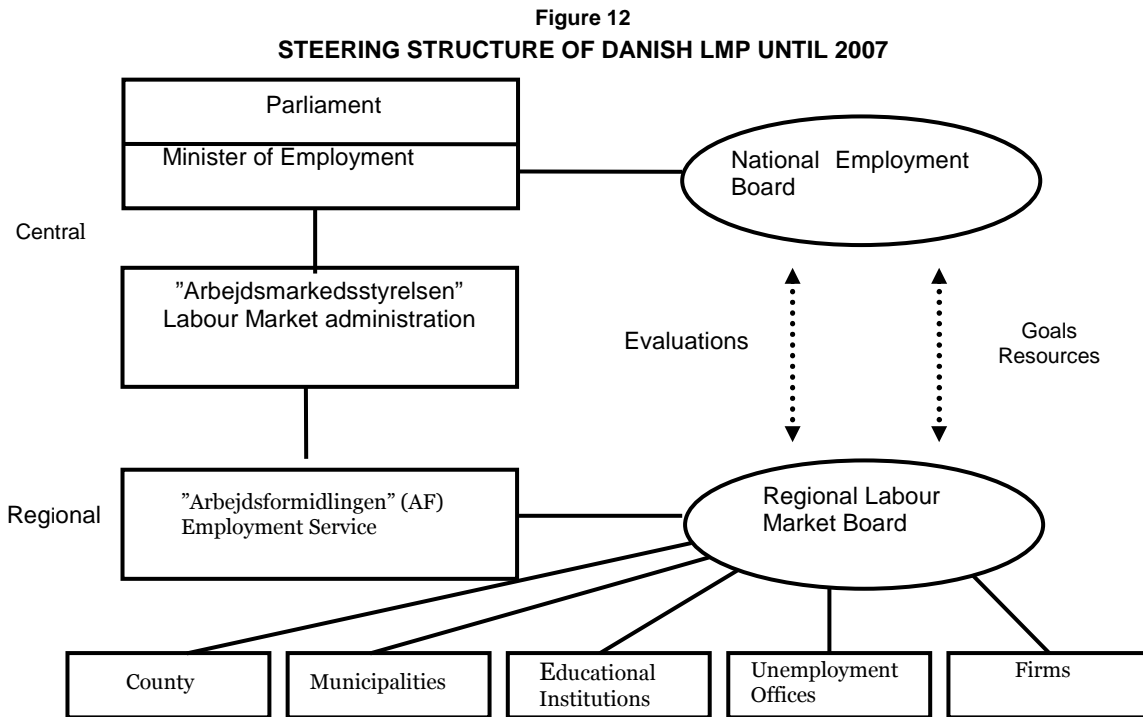 Figure 12
STEERING STRUCTURE OF DANISH LMP UNTIL 2007
Parliament
Minister of Employment
National Employment
Board
Central
”Arbejdsmarkedsstyrelsen”
Labour Market administration
Evaluations
Goals
Resources
Regional
”Arbejdsformidlingen” (AF)
Employment Service
Regional Labour
Market Board
County
Municipalities
Educational
Institutions
Unemployment
Offices
Firms